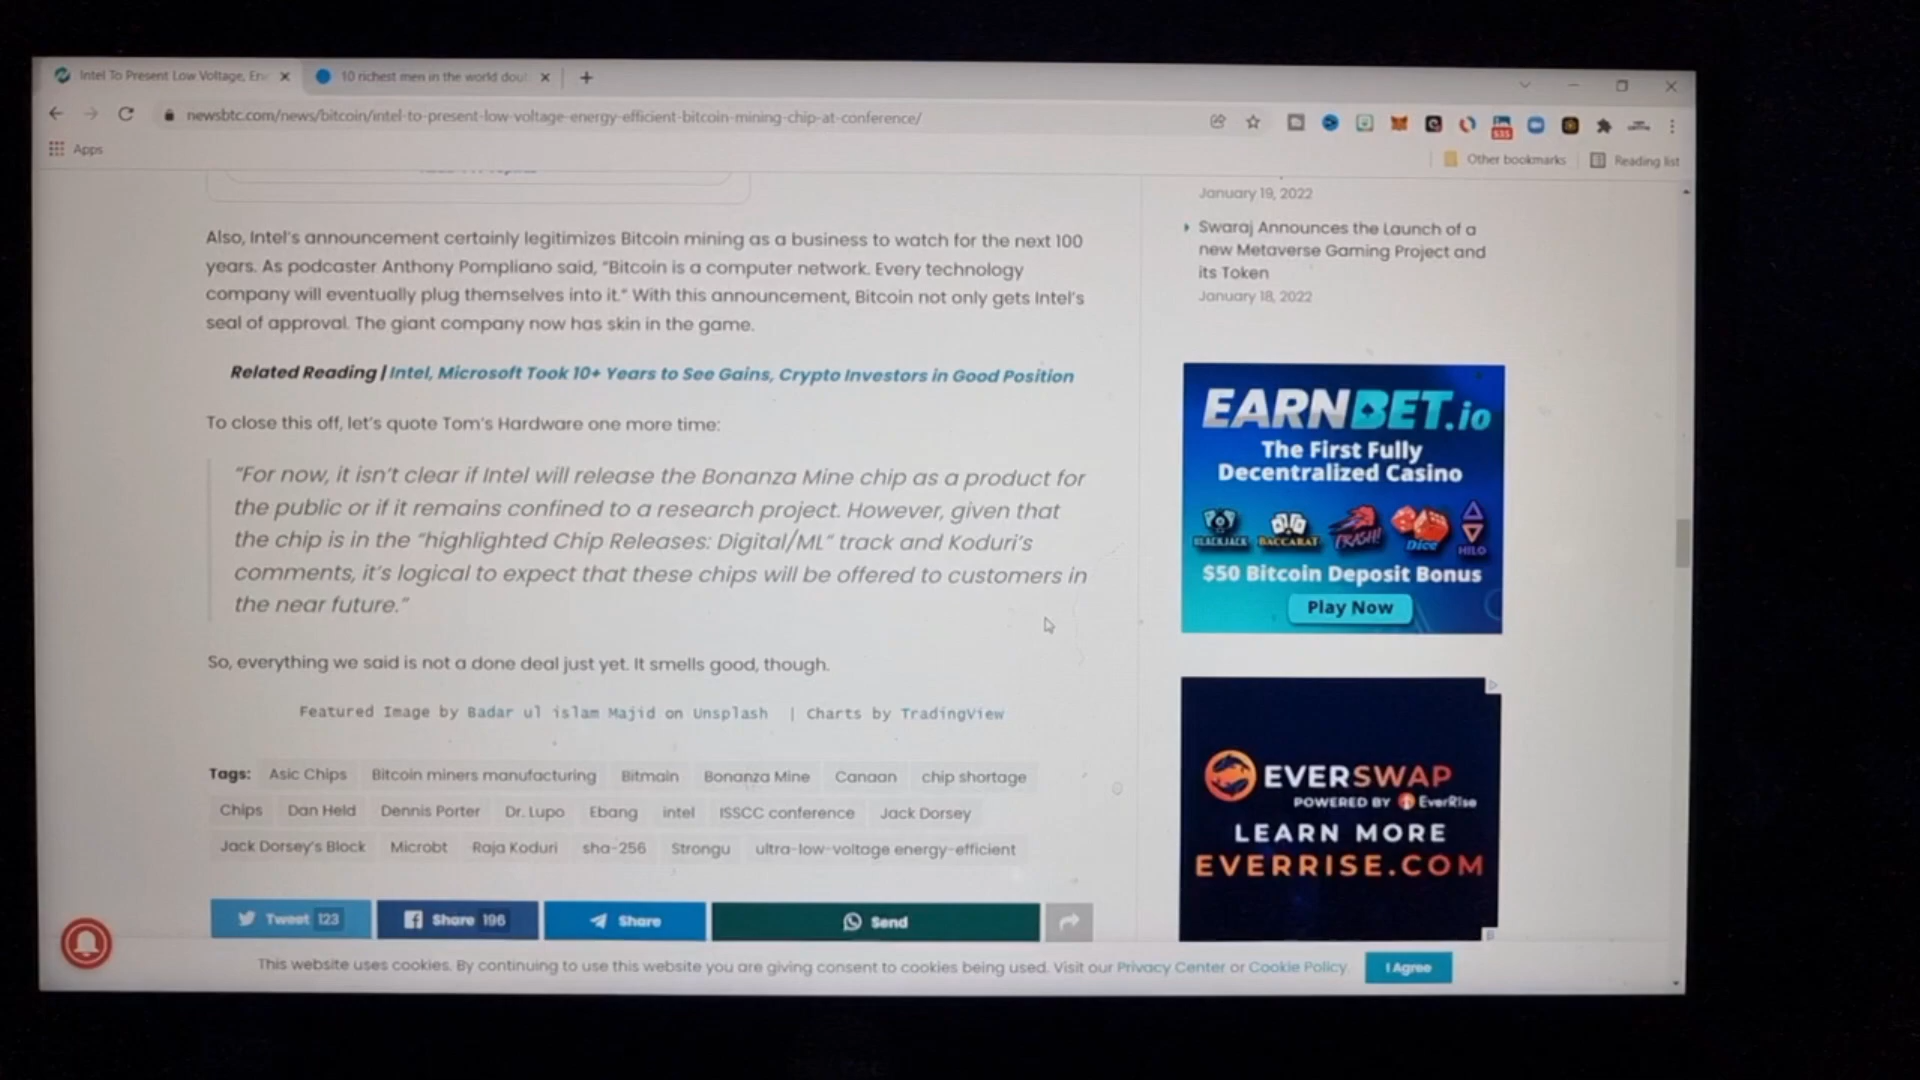 Intel To Present Low Voltage, En
10 richest men in the world dou
newsbtc.com/news/bitcoin/intel-to-present-low-voltage-energy-efficient-bitcoin-mining-chip-at-conference/
535
Apps
Other bookmarks
Reading list
Also, Intel's announcement certainly legitimizes Bitcoin mining as a business to watch for the next 100
years. As podcaster Anthony Pompliano said, "Bitcoin is a computer network. Every technology
company will eventually plug themselves into it." With this announcement, Bitcoin not only gets Intel's
seal of approval. The giant company now has skin in the game.
Related Reading | Intel, Microsoft Took 10+ Years to See Gains, Crypto Investors in Good Position
To close this off, let's quote Tom's Hardware one more time:
"For now, it isn't clear if Intel will release the Bonanza Mine chip as a product for
the public or if it remains confined to a research project. However, given that
the chip is in the "highlighted Chip Releases: Digital/ML" track and Koduri's
comments, it's logical to expect that these chips will be offered to customers in
the near future."
So, everything we said is not a done deal just yet. It smells good, though.
Featured Image by Badar ul islam Majid on Unsplash | Charts by TradingView
Tags: Asic Chips Bitcoin miners manufacturing Bitmain Bonanza Mine Canaan chip shortage
Chips Dan Held Dennis Porter Dr. Lupo Ebang intel ISSCC conference Jack Dorsey
Jack Dorsey's Block Microbt Raja Koduri sha-256 Strongu ultra-low-voltage energy-efficient
Tweet 123
Share 196
Share
Send
January 19, 2022
Swaraj Announces the Launch of a
new Metaverse Gaming Project and
its Token
January 18, 2022
EARNBET.io
The First Fully
Decentralized Casino
BLACKJACK BACCARAT CRASH! Dice HILO
$50 Bitcoin Deposit Bonus
Play Now
EVERSWAP
POWERED BY EverRise
LEARN MORE
EVERRISE.COM
This website uses cookies. By continuing to use this website you are giving consent to cookies being used. Visit our Privacy Center or Cookie Policy.
I Agree